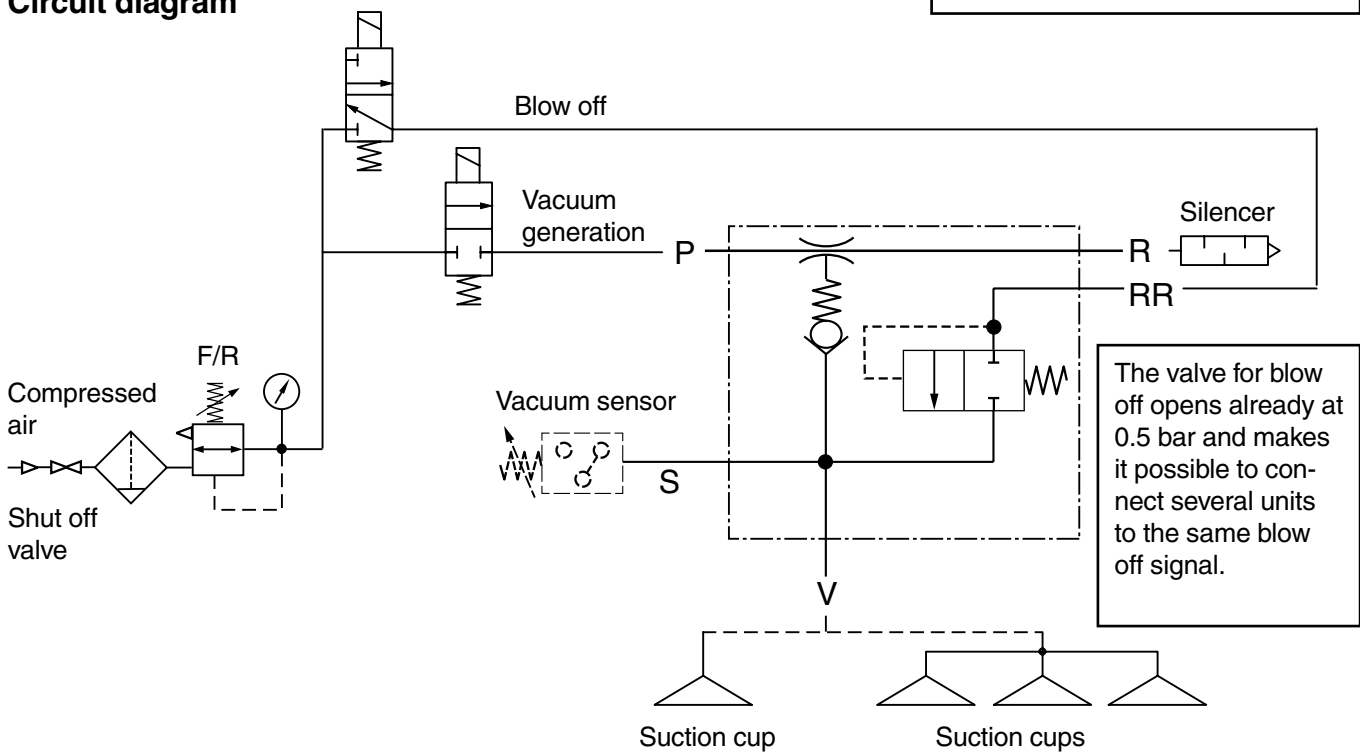 Circuit diagram
Blow off
Vacuum
generation
P
R
Silencer
RR
F/R
Compressed
air
Shut off
valve
Vacuum sensor
S
The valve for blow
off opens already at
0.5 bar and makes
it possible to con-
nect several units
to the same blow
off signal.
V
Suction cup
Suction cups